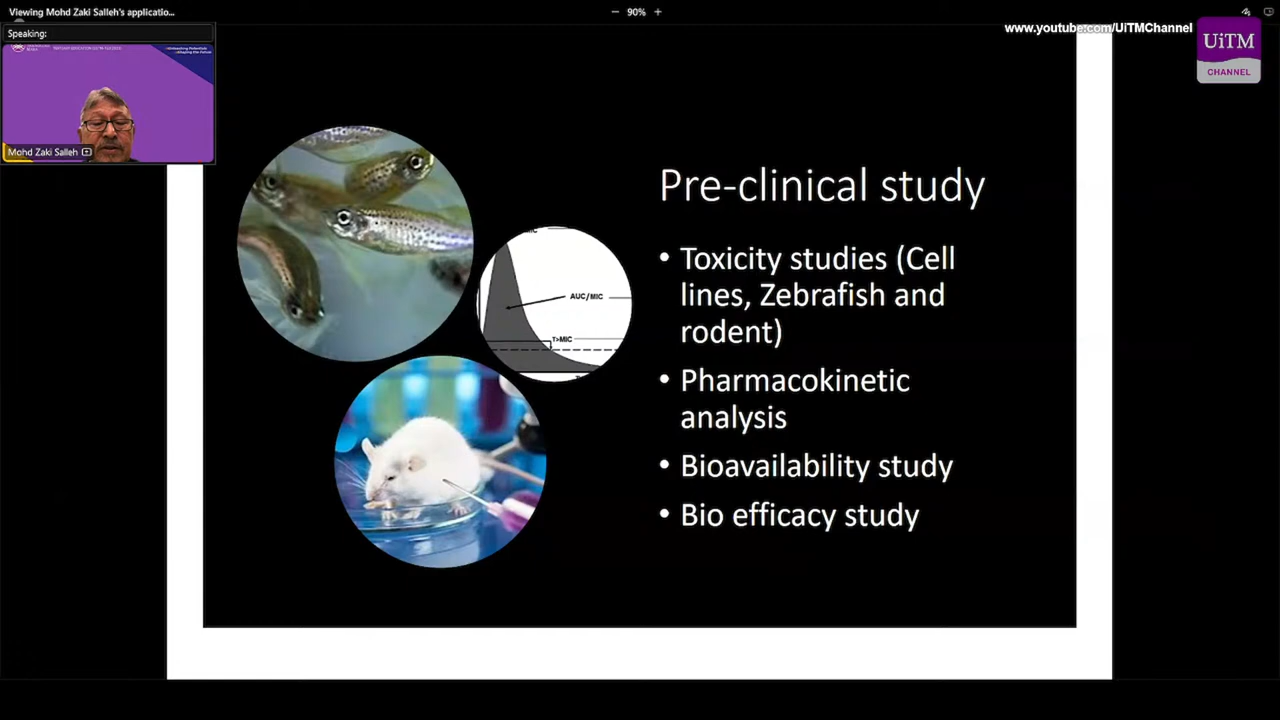 Viewing Mohd Zaki Salleh's applicatio...
90%
Speaking:
Mohd Zaki Salleh
www.youtube.com/UiTMChannel
UiTM
CHANNEL
Pre-clinical study
• Toxicity studies (Cell
lines, Zebrafish and
rodent)
• Pharmacokinetic
analysis
• Bioavailability study
• Bio efficacy study
AUC/MIC
T>MIC